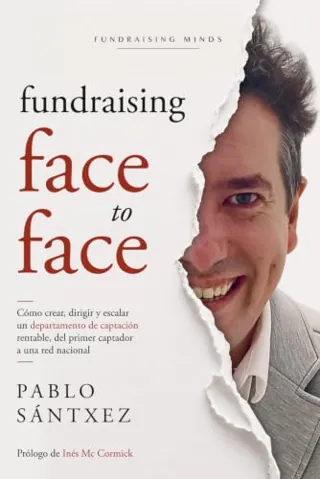 FUNDRAISING MINDS
fundraising
face
to
face
Cómo crear, dirigir y escalar
un departamento de captación
rentable, del primer captador
a una red nacional
PABLO
SÁNTXEZ
Prólogo de Inés Mc Cormick